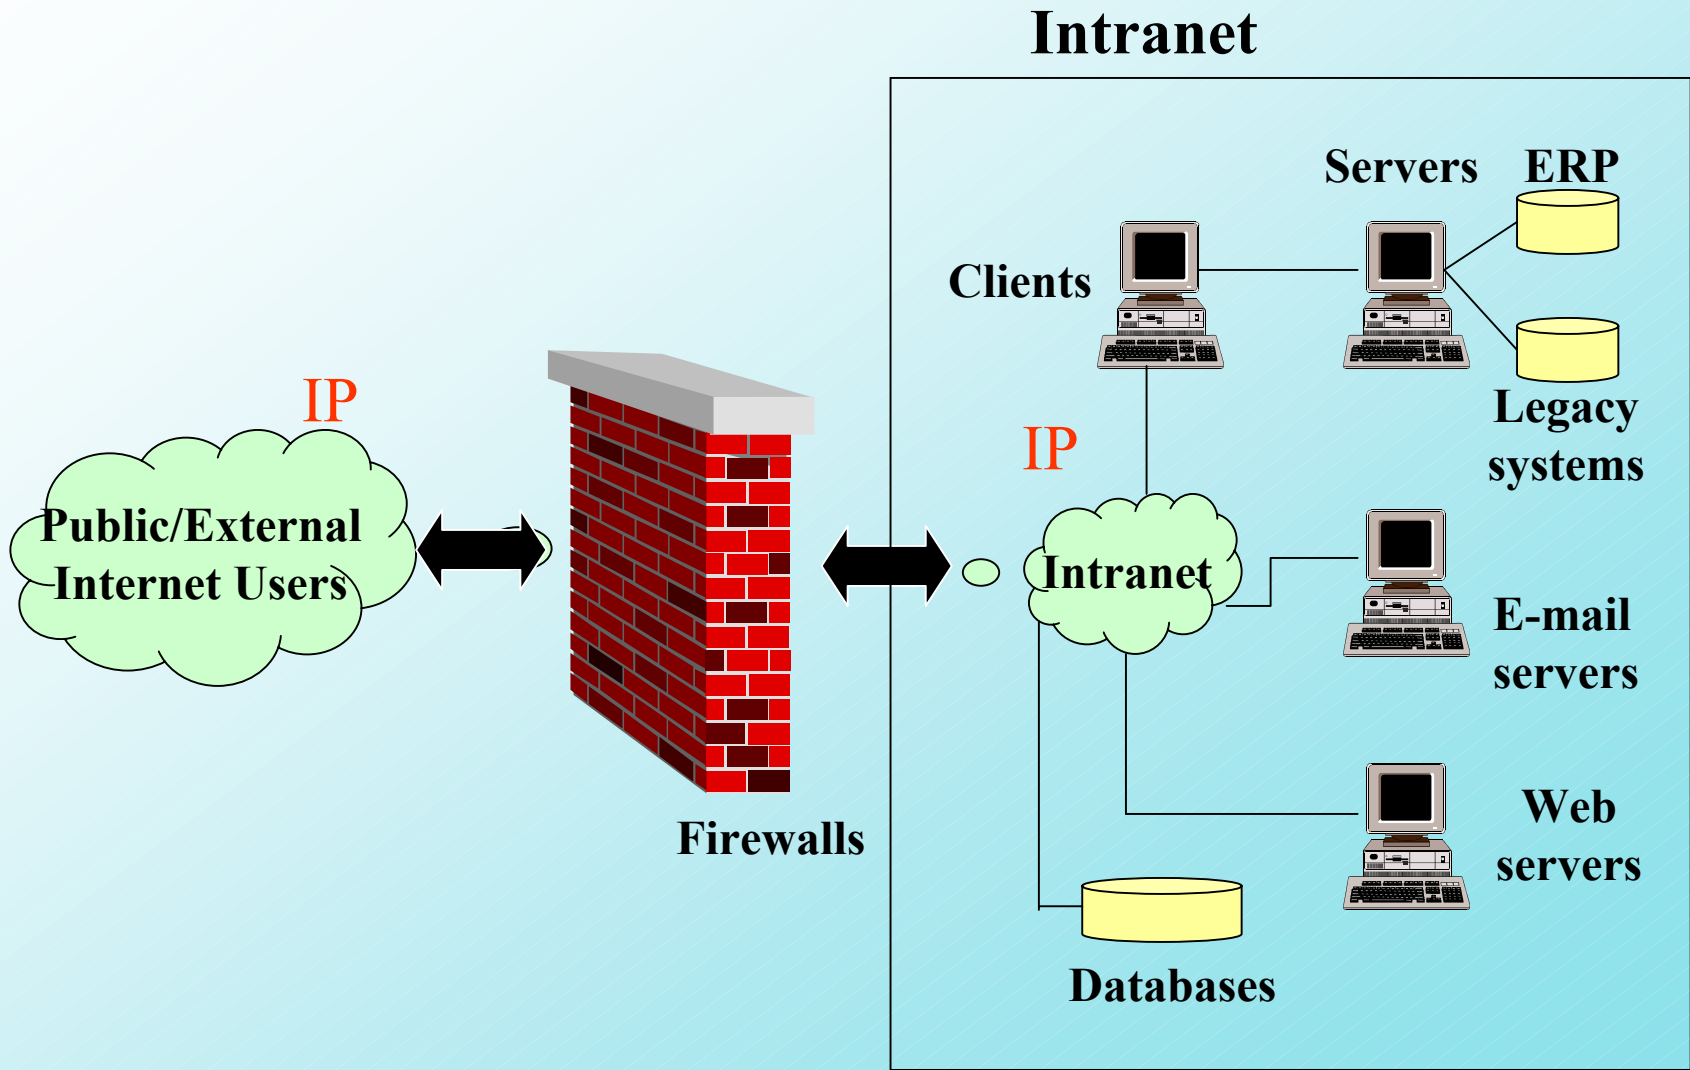 Intranet
Servers
ERP
Clients
Legacy
systems
IP
IP
Public/External
Internet Users
Intranet
E-mail
servers
Firewalls
Web
servers
Databases